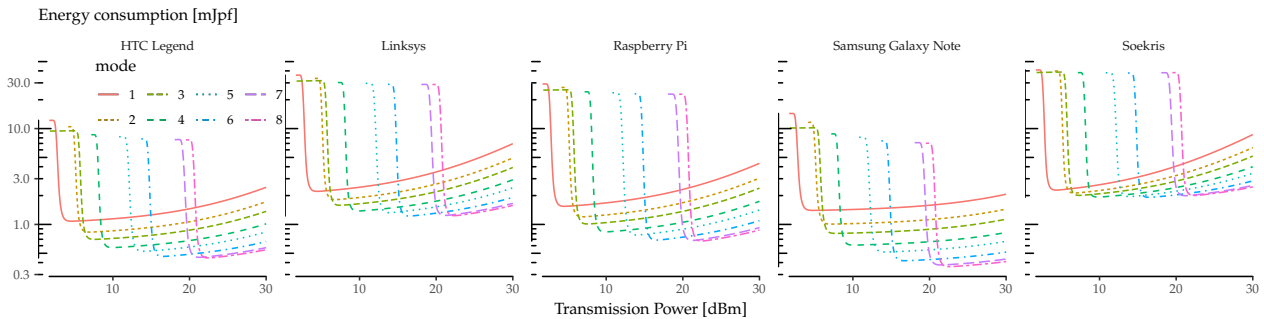 Energy consumption [mJpf]
HTC Legend Linksys Raspberry Pi Samsung Galaxy Note Soekris
mode
1 3 5 7
2 4 6 8
30.0
10.0
3.0
1.0
0.3
10 20 30 10 20 30 10 20 30 10 20 30 10 20 30
Transmission Power [dBm]